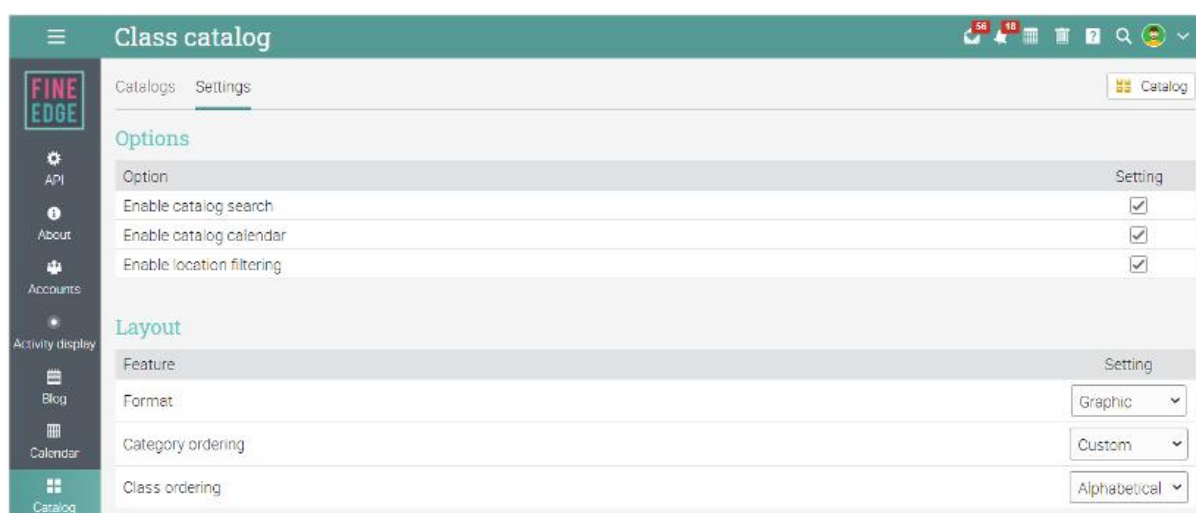 Class catalog
56
18
?
FINE
EDGE
API
About
Accounts
Activity display
Blog
Calendar
Catalog
Catalogs Settings
Catalog
Options
Option Setting
Enable catalog search
Enable catalog calendar
Enable location filtering
Layout
Feature Setting
Format Graphic
Category ordering Custom
Class ordering Alphabetical